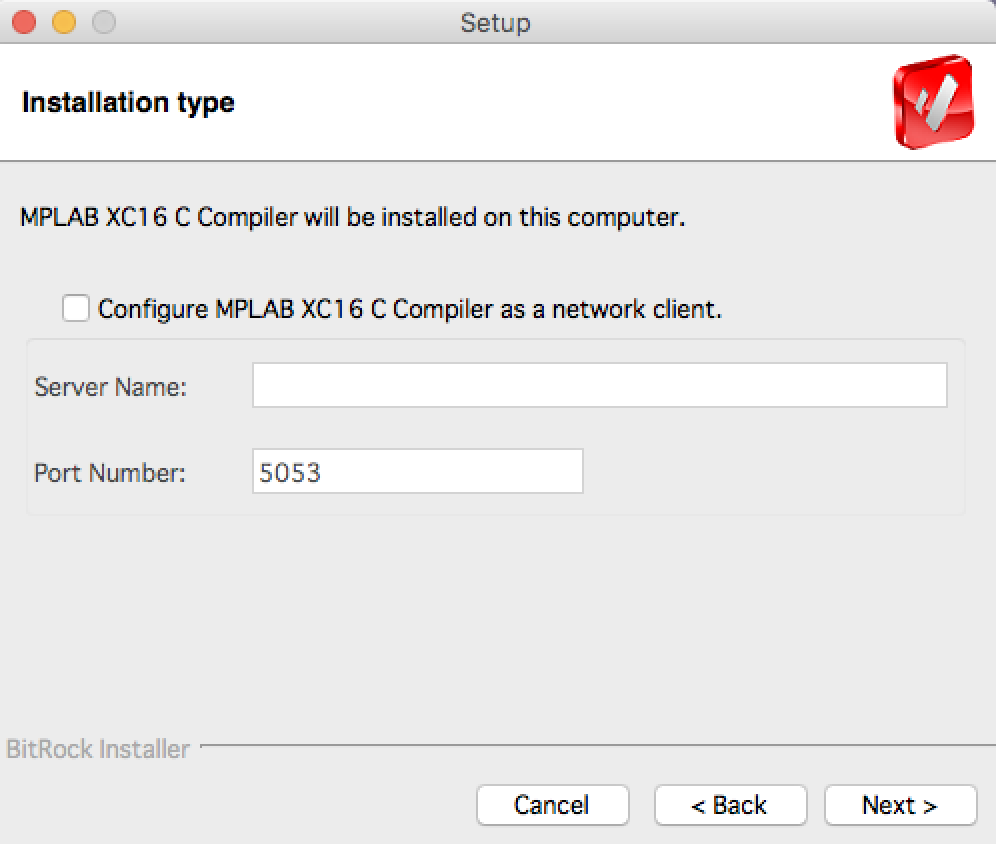 Setup
Installation type
MPLAB XC16 C Compiler will be installed on this computer.
Configure MPLAB XC16 C Compiler as a network client.
Server Name:
Port Number: 5053
BitRock Installer
Cancel < Back Next >